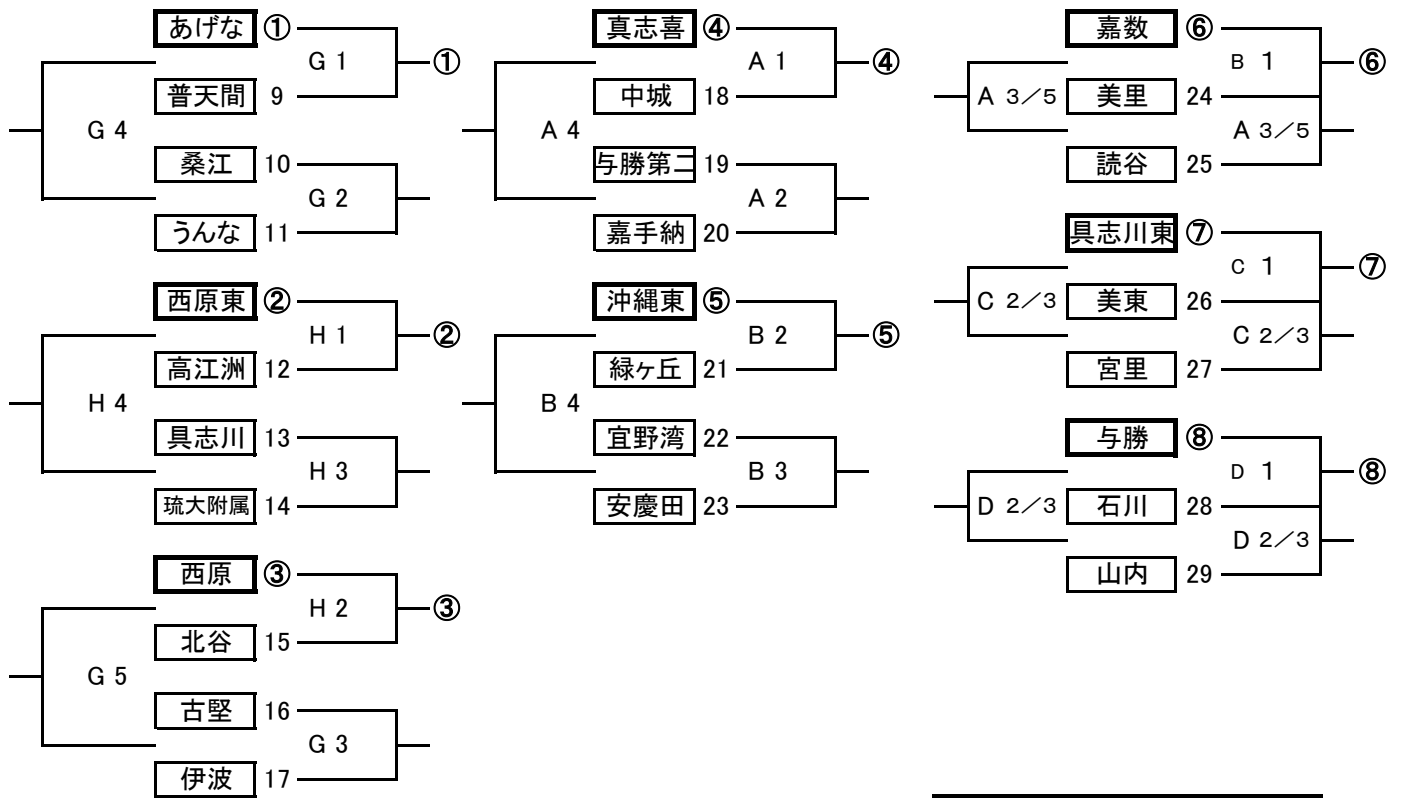 あげな ①
G 1
①
普天間 9
G 4
桑江 10
G 2
うんな 11
西原東 ②
H 1
②
高江洲 12
H 4
具志川 13
H 3
琉大附属 14
西原 ③
H 2
③
北谷 15
G 5
古堅 16
G 3
伊波 17
真志喜 ④
A 1
④
中城 18
A 4
与勝第二 19
A 2
嘉手納 20
沖縄東 ⑤
B 2
⑤
緑ヶ丘 21
B 4
宜野湾 22
B 3
安慶田 23
嘉数 ⑥
B 1
⑥
A 3／5
美里 24
A 3／5
読谷 25
具志川東 ⑦
C 1
⑦
C 2／3
美東 26
C 2／3
宮里 27
与勝 ⑧
D 1
⑧
D 2／3
石川 28
D 2／3
山内 29